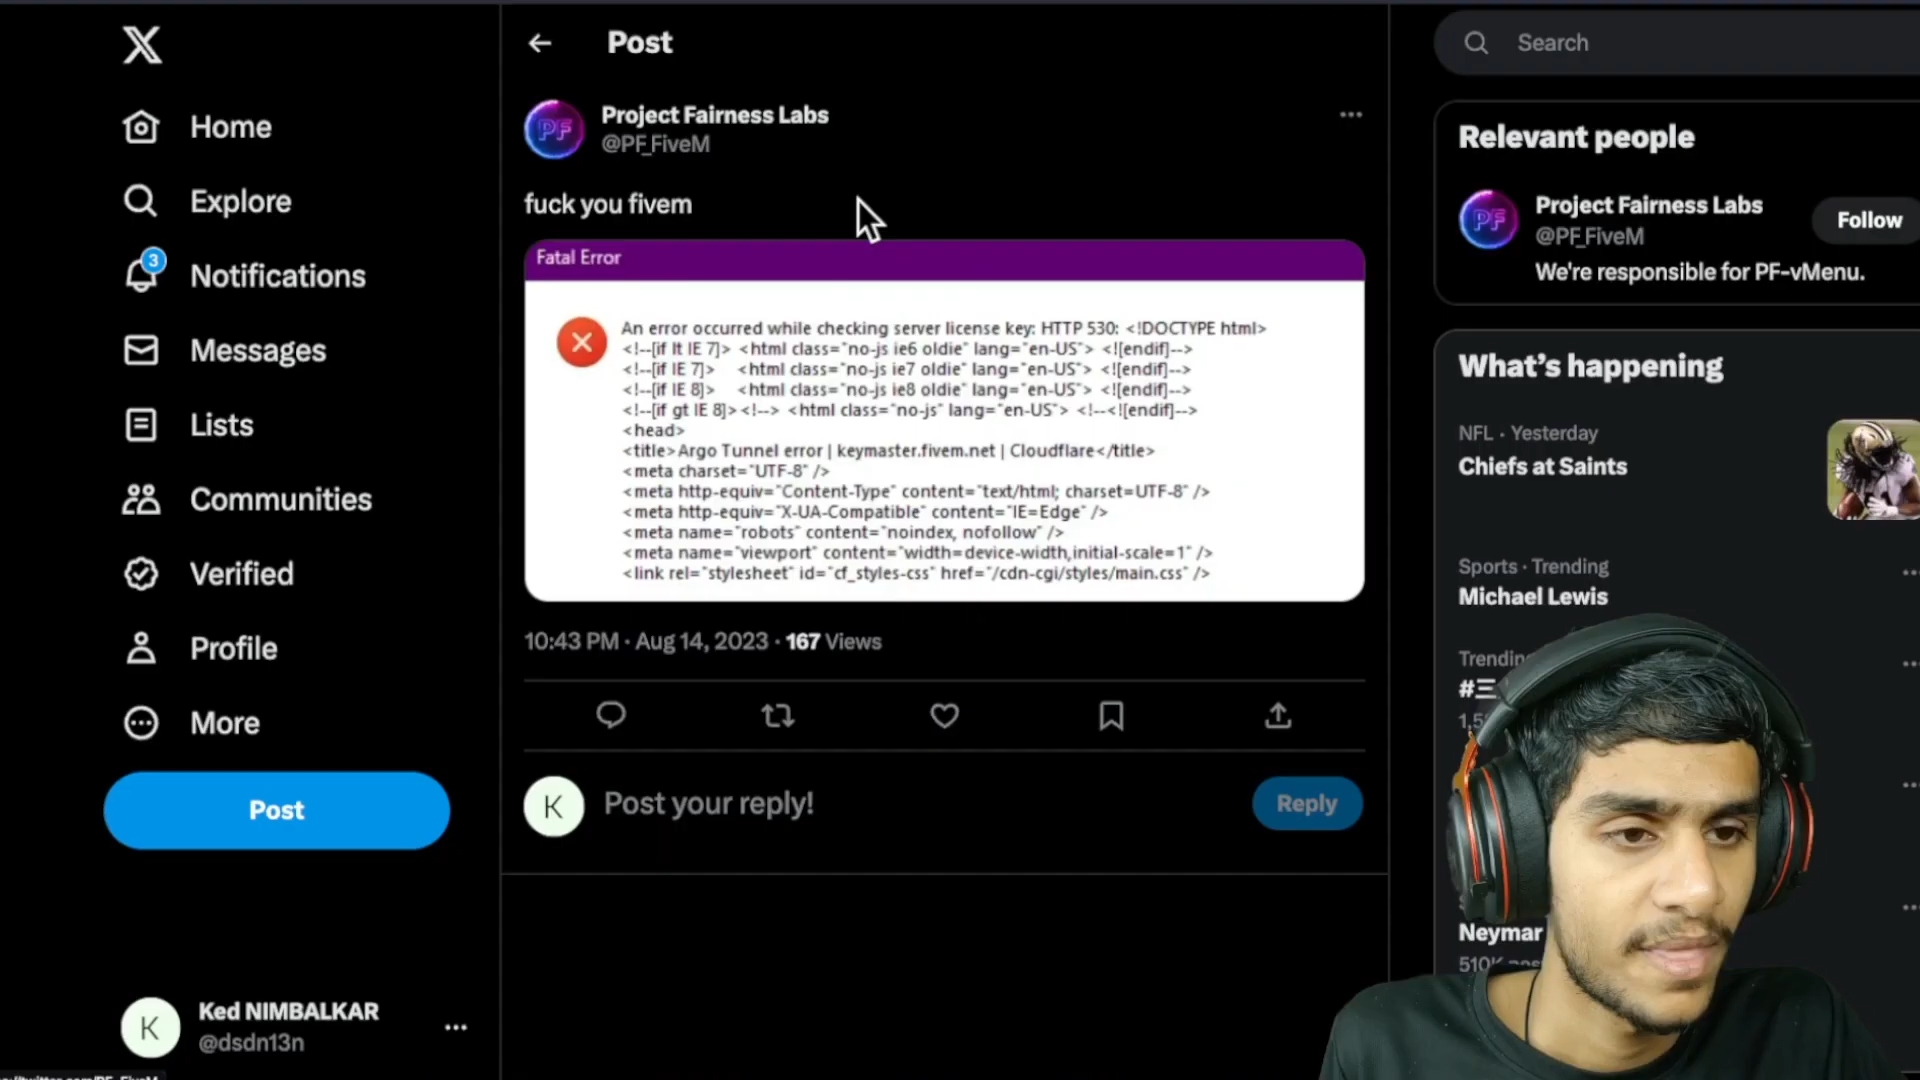 Home
Explore
3
Notifications
Messages
Lists
Communities
Verified
Profile
More
Post
K
Ked NIMBALKAR
@dsdn13n
Post
PF
Project Fairness Labs
@PF_FiveM
fuck you fivem
Fatal Error
An error occurred while checking server license key: HTTP 530: <!DOCTYPE html>
<!--[if lt IE 7]> <html class="no-js ie6 oldie" lang="en-US"> <![endif]-->
<!--[if IE 7]>    <html class="no-js ie7 oldie" lang="en-US"> <![endif]-->
<!--[if IE 8]>    <html class="no-js ie8 oldie" lang="en-US"> <![endif]-->
<!--[if gt IE 8]><!--> <html class="no-js" lang="en-US"> <!--<![endif]-->
<head>
<title>Argo Tunnel error | keymaster.fivem.net | Cloudflare</title>
<meta charset="UTF-8" />
<meta http-equiv="Content-Type" content="text/html; charset=UTF-8" />
<meta http-equiv="X-UA-Compatible" content="IE=Edge" />
<meta name="robots" content="noindex, nofollow" />
<meta name="viewport" content="width=device-width,initial-scale=1" />
<link rel="stylesheet" id="cf_styles-css" href="/cdn-cgi/styles/main.css" />
10:43 PM · Aug 14, 2023 · 167 Views
K
Post your reply!
Reply
Search
Relevant people
PF
Project Fairness Labs
@PF_FiveM
Follow
We're responsible for PF-vMenu.
What's happening
NFL · Yesterday
Chiefs at Saints
Sports · Trending
Michael Lewis
Trending
#三
Neymar
510K